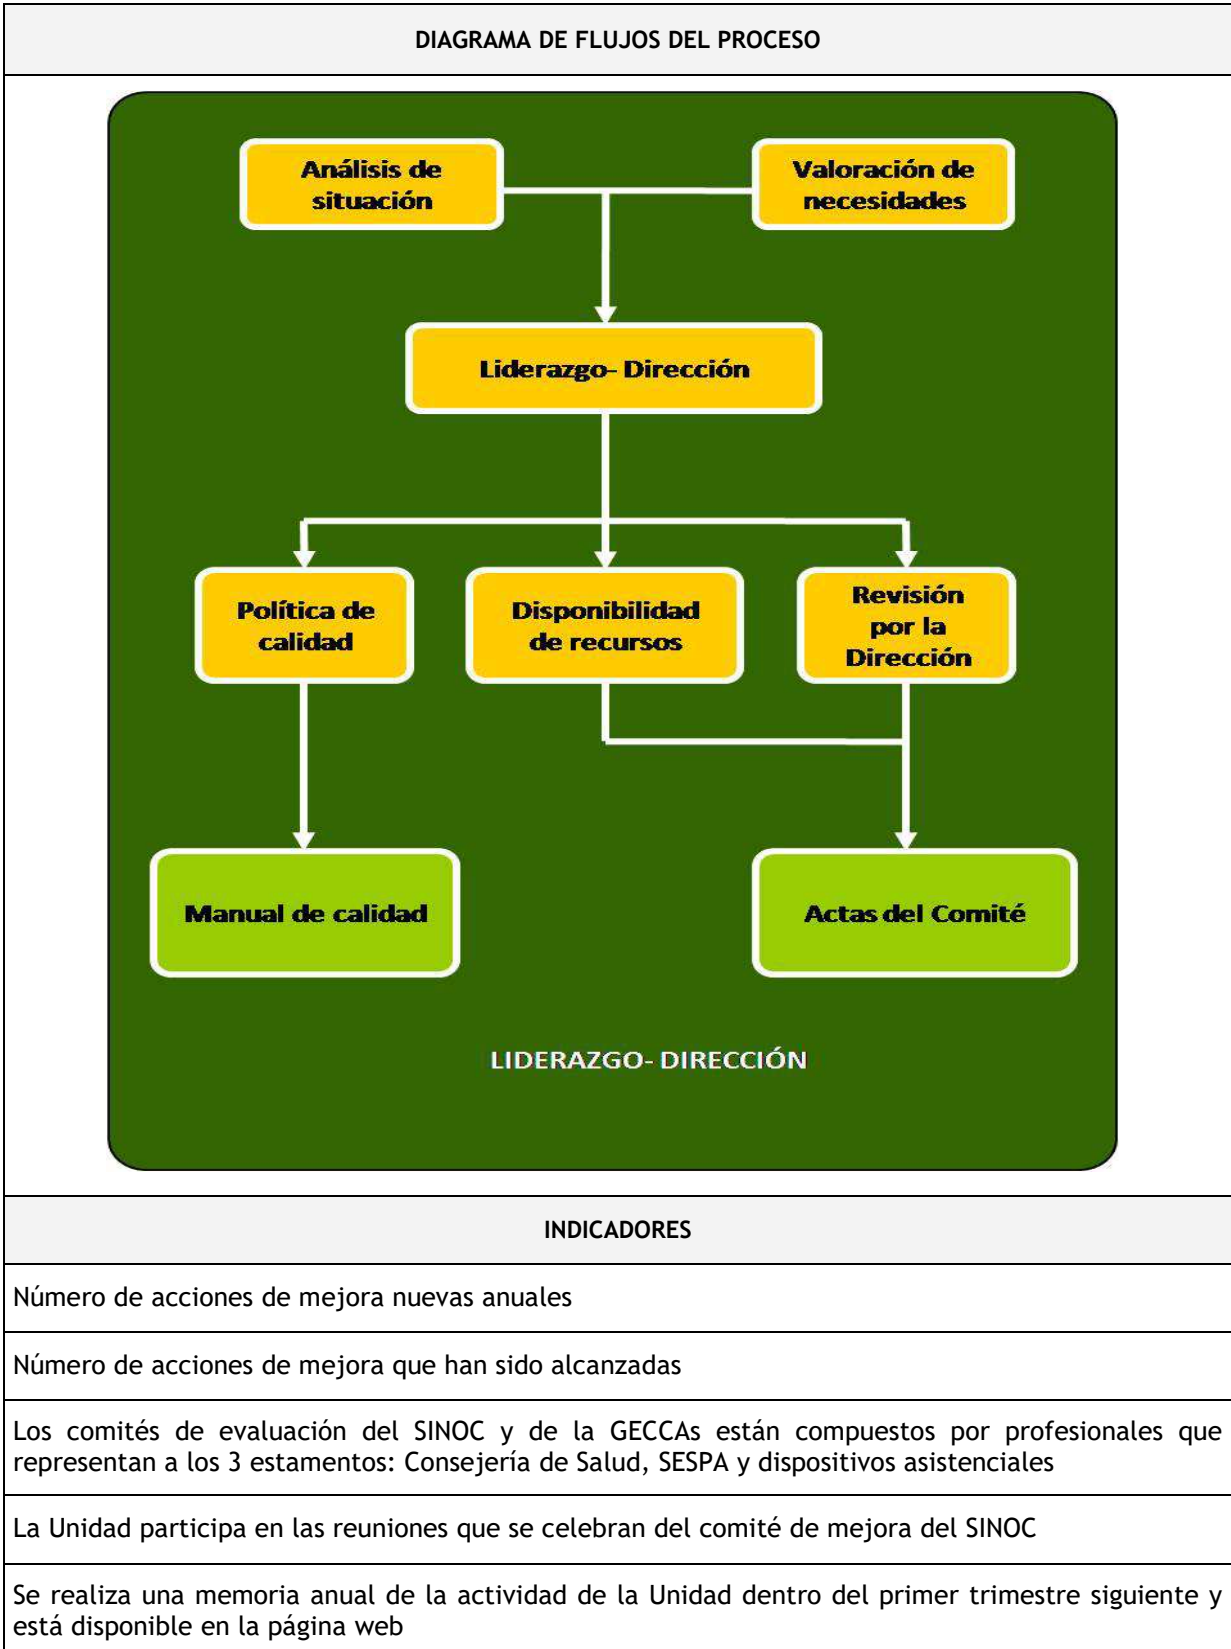 DIAGRAMA DE FLUJOS DEL PROCESO
Análisis de
situación
Valoración de
necesidades
Liderazgo- Dirección
Política de
calidad
Disponibilidad
de recursos
Revisión
por la
Dirección
Manual de calidad
Actas del Comité
LIDERAZGO- DIRECCIÓN
INDICADORES
Número de acciones de mejora nuevas anuales
Número de acciones de mejora que han sido alcanzadas
Los comités de evaluación del SINOC y de la GECCAs están compuestos por profesionales que
representan a los 3 estamentos: Consejería de Salud, SESPA y dispositivos asistenciales
La Unidad participa en las reuniones que se celebran del comité de mejora del SINOC
Se realiza una memoria anual de la actividad de la Unidad dentro del primer trimestre siguiente y
está disponible en la página web